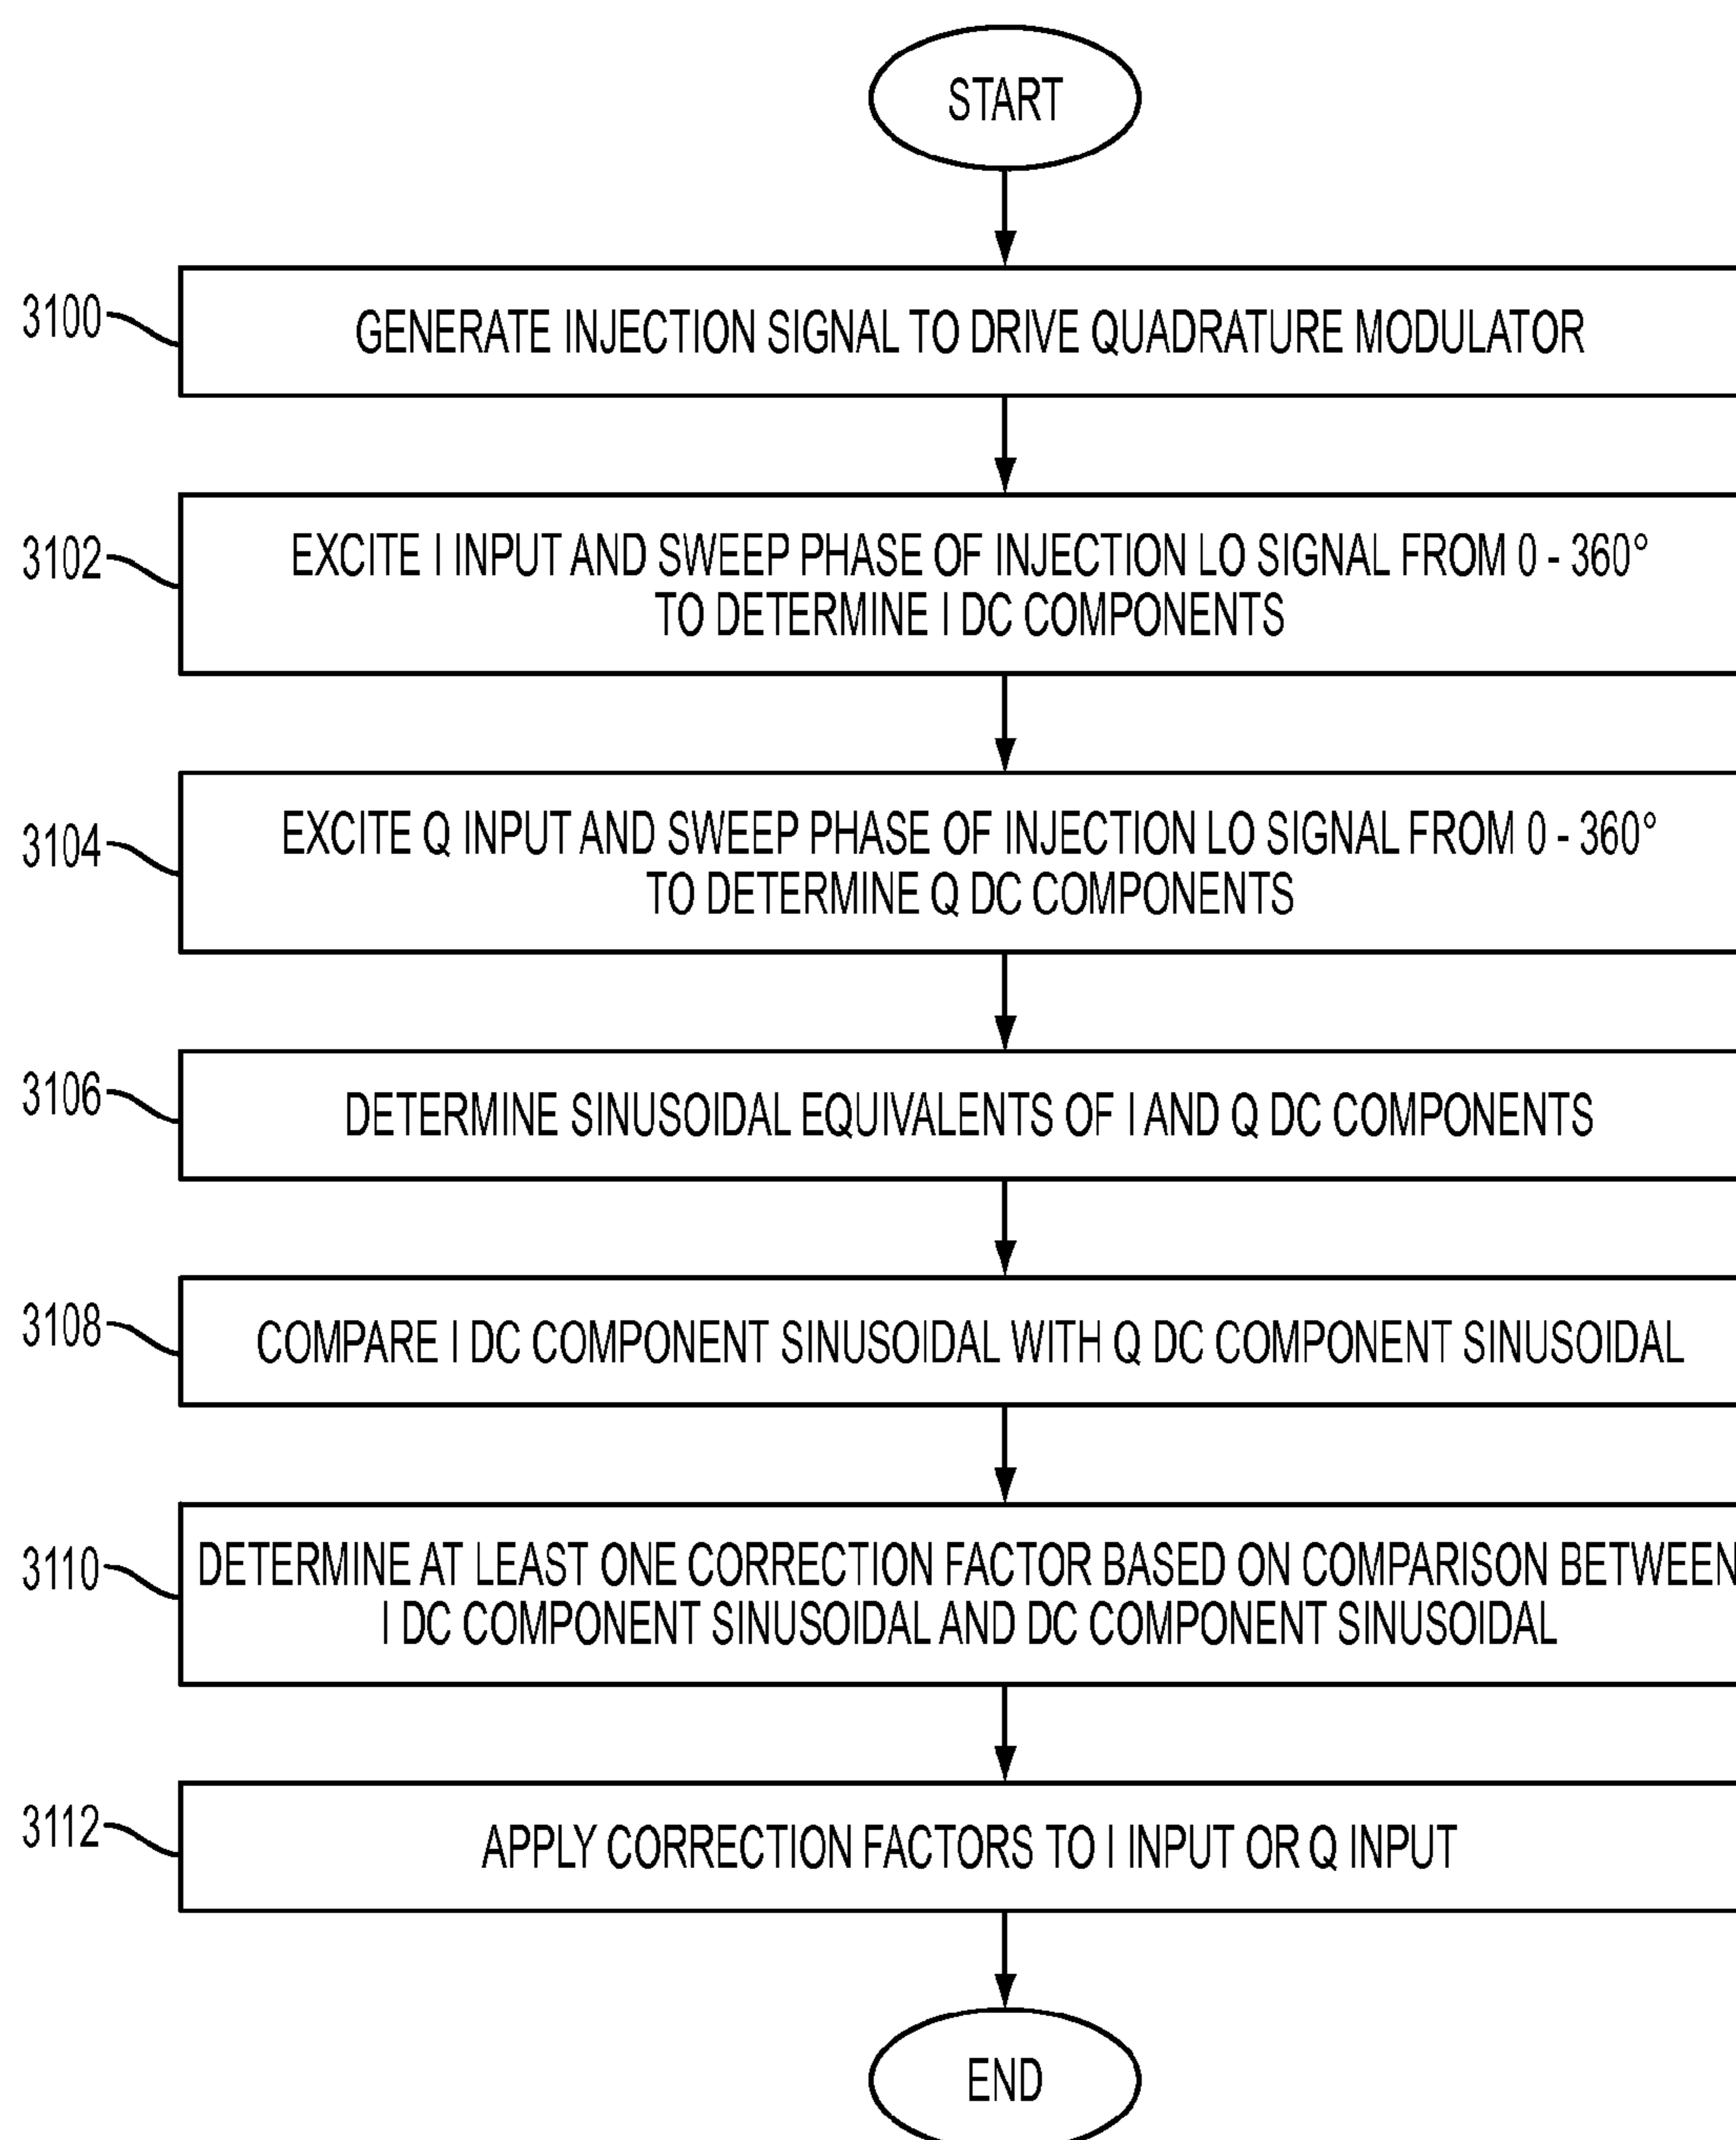 START
3100
GENERATE INJECTION SIGNAL TO DRIVE QUADRATURE MODULATOR
3102
EXCITE I INPUT AND SWEEP PHASE OF INJECTION LO SIGNAL FROM 0 - 360°
TO DETERMINE I DC COMPONENTS
3104
EXCITE Q INPUT AND SWEEP PHASE OF INJECTION LO SIGNAL FROM 0 - 360°
TO DETERMINE Q DC COMPONENTS
3106
DETERMINE SINUSOIDAL EQUIVALENTS OF I AND Q DC COMPONENTS
3108
COMPARE I DC COMPONENT SINUSOIDAL WITH Q DC COMPONENT SINUSOIDAL
3110
DETERMINE AT LEAST ONE CORRECTION FACTOR BASED ON COMPARISON BETWEEN
I DC COMPONENT SINUSOIDAL AND DC COMPONENT SINUSOIDAL
3112
APPLY CORRECTION FACTORS TO I INPUT OR Q INPUT
END